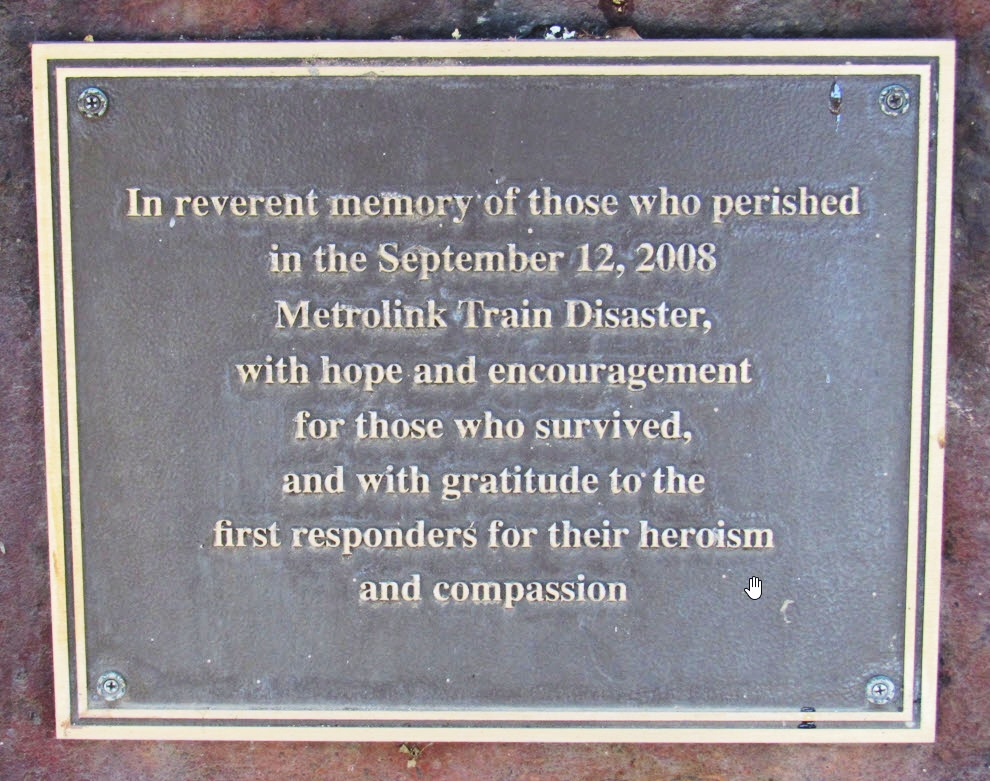 In reverent memory of those who perished
in the September 12, 2008
Metrolink Train Disaster,
with hope and encouragement
for those who survived,
and with gratitude to the
first responders for their heroism
and compassion